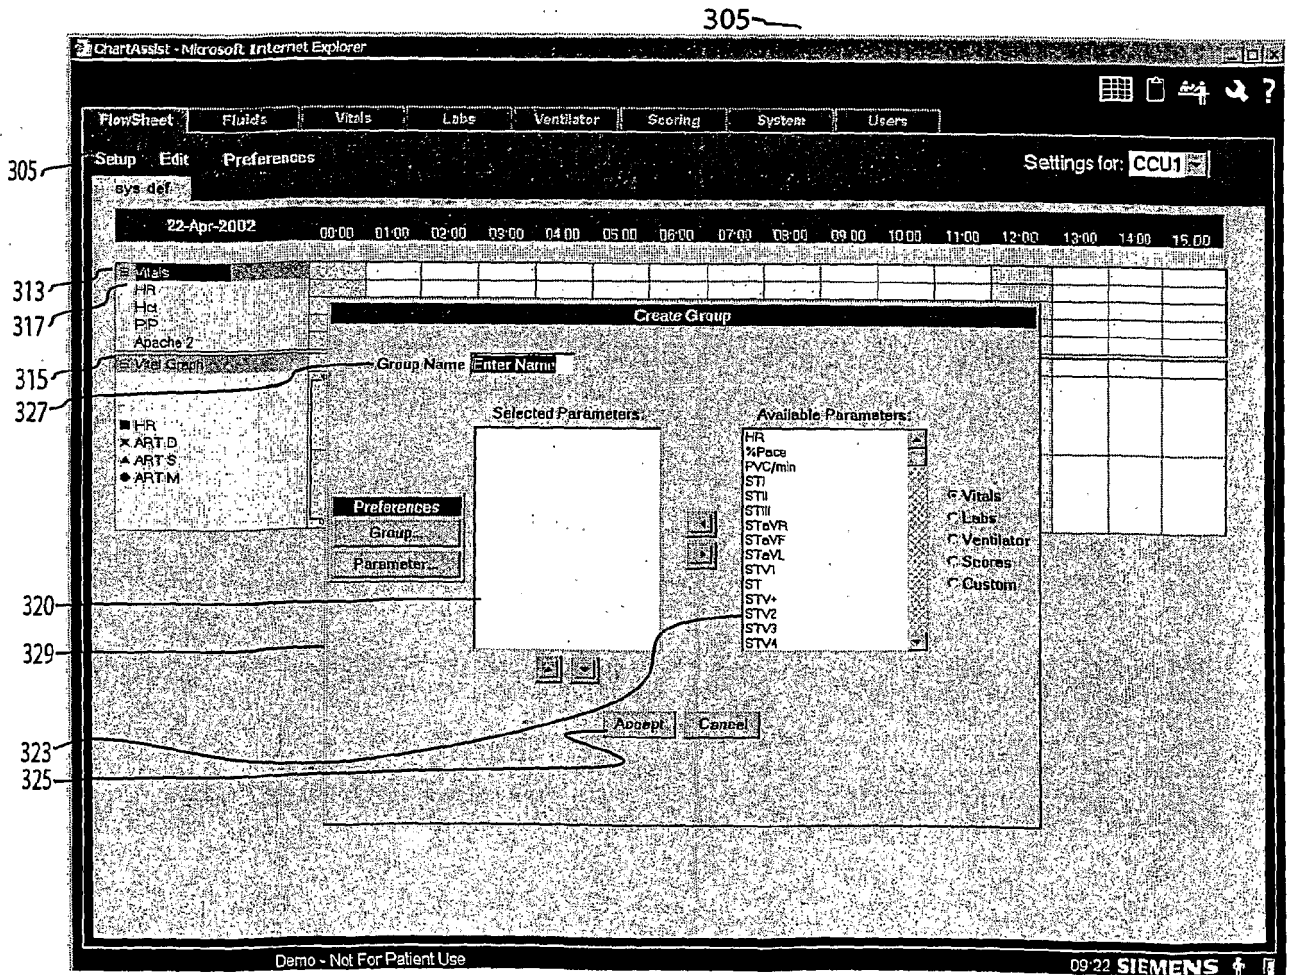 305
ChartAssist - Microsoft Internet Explorer
?
FlowSheet Fluids Vitals Labs Ventilator Scoring System Users
305
Setup Edit Preferences Settings for: CCU1
sys_def
22-Apr-2002 00:00 01:00 02:00 03:00 04:00 05:00 06:00 07:00 08:00 09:00 10:00 11:00 12:00 13:00 14:00 15:00
313
Vitals
HR
317
Hct
PIP
Apache 2
Create Group
315
Vital Graph
Group Name Enter Name
327
Selected Parameters: Available Parameters:
HR
ART D
ART S
ART M
HR
%Pace
PVC/min
STI
STII
STIII
STaVR
STaVF
STaVL
STV1
ST
STV+
STV2
STV3
STV4
Preferences
Group...
Parameter...
Vitals
Labs
Ventilator
Scores
Custom
320
329
Accept Cancel
323
325
Demo - Not For Patient Use 09:22 SIEMENS